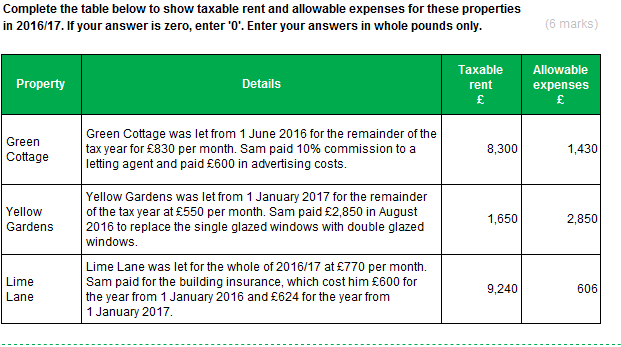 Complete the table below to show taxable rent and allowable expenses for these properties
in 2016/17. If your answer is zero, enter '0'. Enter your answers in whole pounds only.
(6 marks)
Property
Details
Taxable
rent
£
Allowable
expenses
£
Green
Cottage
Green Cottage was let from 1 June 2016 for the remainder of the
tax year for £830 per month. Sam paid 10% commission to a
letting agent and paid £600 in advertising costs.
8,300
1,430
Yellow
Gardens
Yellow Gardens was let from 1 January 2017 for the remainder
of the tax year at £550 per month. Sam paid £2,850 in August
2016 to replace the single glazed windows with double glazed
windows.
1,650
2,850
Lime
Lane
Lime Lane was let for the whole of 2016/17 at £770 per month.
Sam paid for the building insurance, which cost him £600 for
the year from 1 January 2016 and £624 for the year from
1 January 2017.
9,240
606